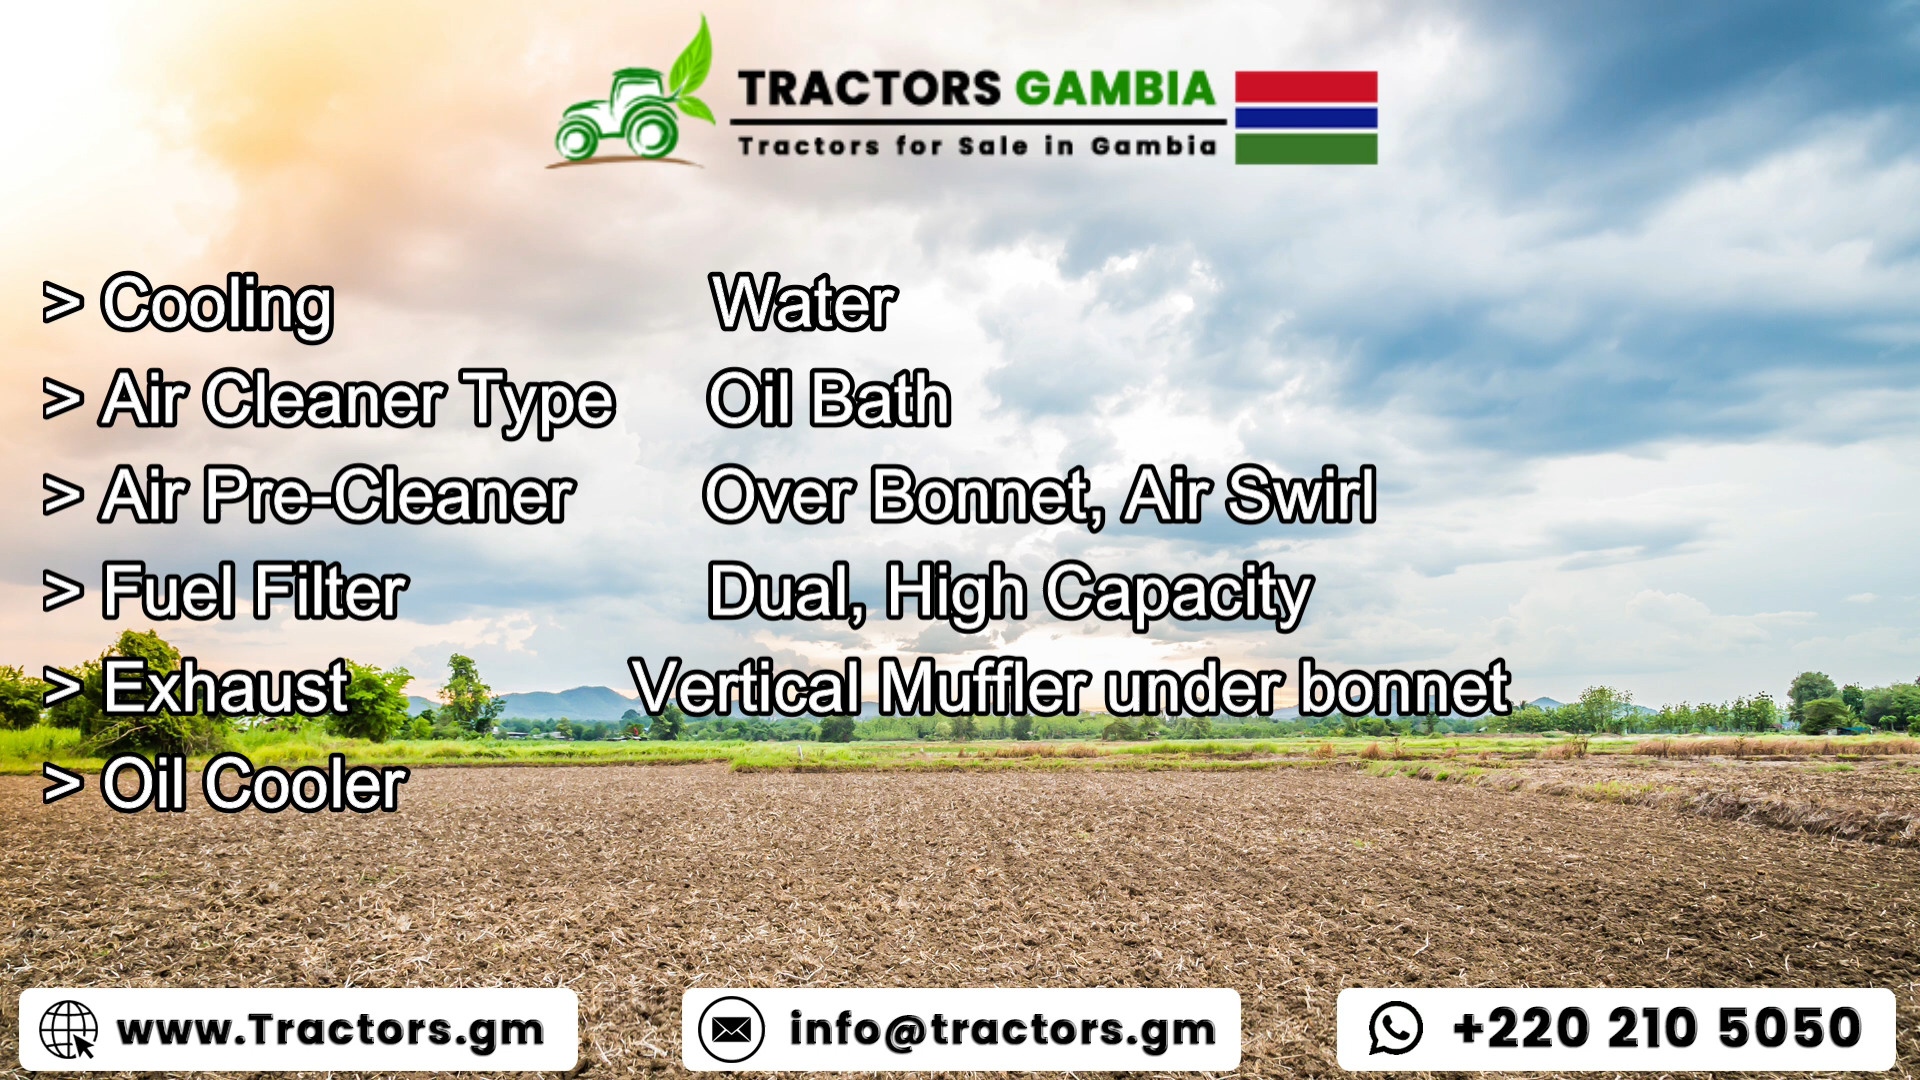 TRACTORS GAMBIA
Tractors for Sale in Gambia
> Cooling Water
> Air Cleaner Type Oil Bath
> Air Pre-Cleaner Over Bonnet, Air Swirl
> Fuel Filter Dual, High Capacity
> Exhaust Vertical Muffler under bonnet
> Oil Cooler
www.Tractors.gm
info@tractors.gm
+220 210 5050